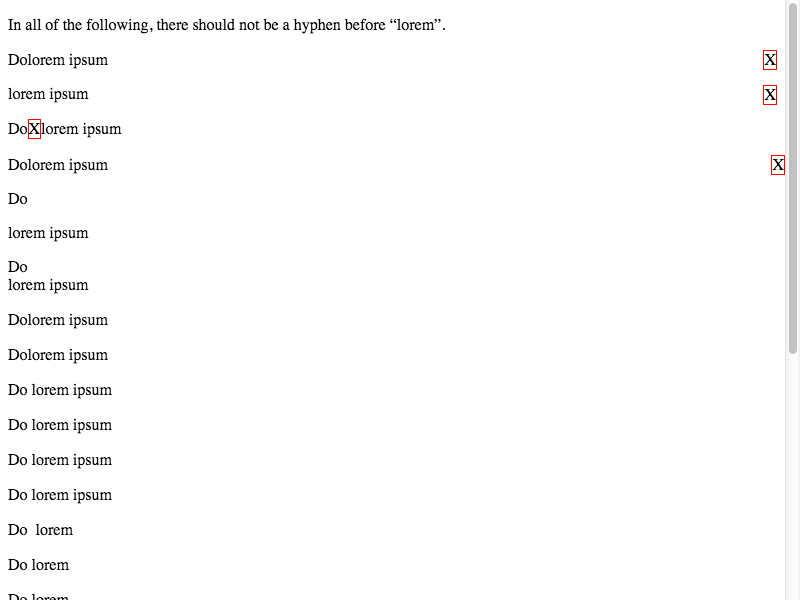 In all of the following, there should not be a hyphen before “lorem”.
Dolorem ipsum X
lorem ipsum X
DoXlorem ipsum
Dolorem ipsum X
Do
lorem ipsum
Do
lorem ipsum
Dolorem ipsum
Dolorem ipsum
Do lorem ipsum
Do lorem ipsum
Do lorem ipsum
Do lorem ipsum
Do  lorem
Do lorem
Do lorem